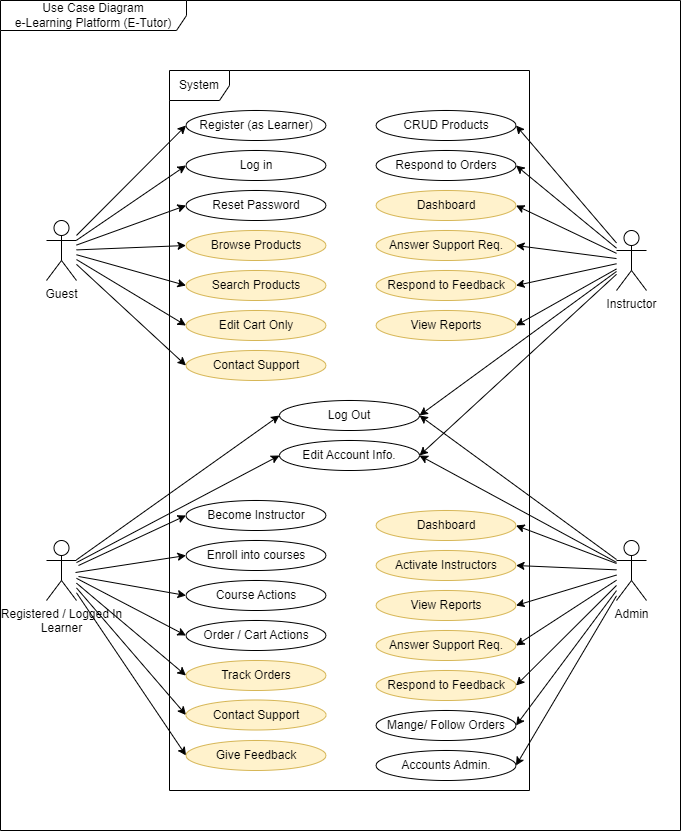 Use Case Diagram
e-Learning Platform (E-Tutor)
System
Register (as Learner)
Log in
Reset Password
Browse Products
Search Products
Edit Cart Only
Contact Support
Guest
CRUD Products
Respond to Orders
Dashboard
Answer Support Req.
Respond to Feedback
View Reports
Instructor
Log Out
Edit Account Info.
Become Instructor
Enroll into courses
Course Actions
Order / Cart Actions
Track Orders
Contact Support
Give Feedback
Registered / Logged In
Learner
Dashboard
Activate Instructors
View Reports
Answer Support Req.
Respond to Feedback
Mange/ Follow Orders
Accounts Admin.
Admin